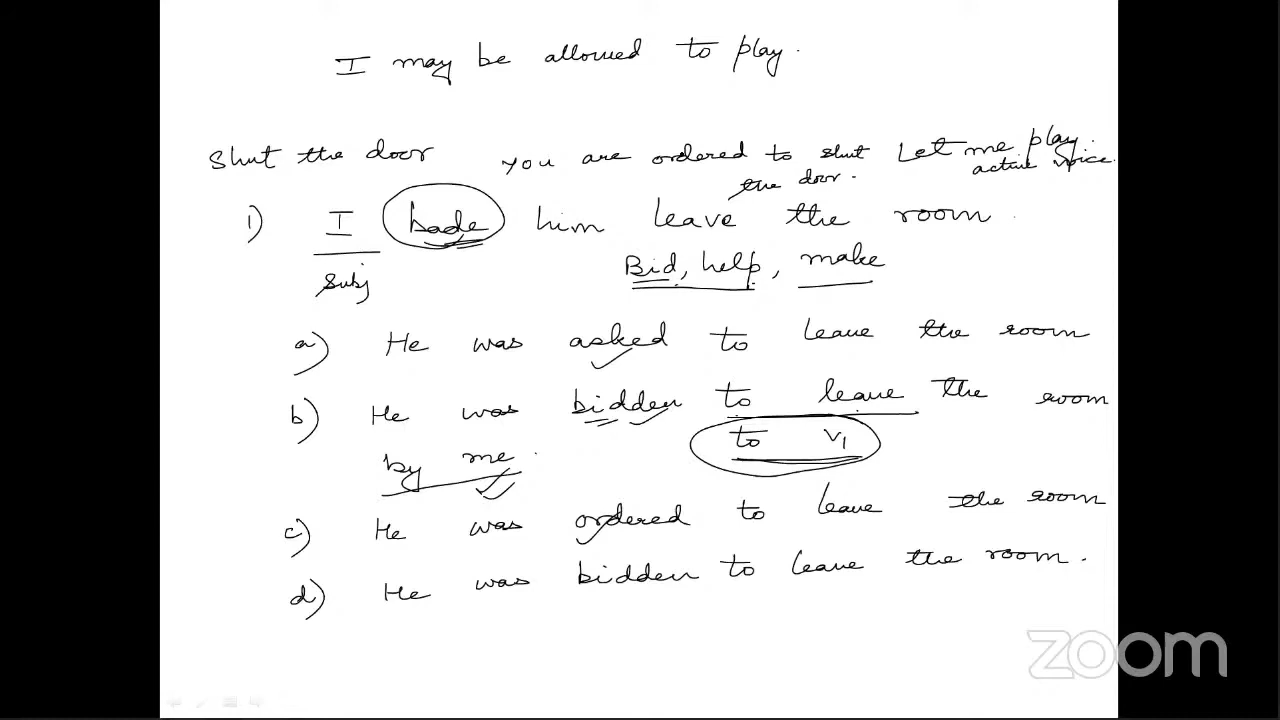 I may be allowed to play.
Shut the door You are ordered to shut the door. Let me play.
active voice
1) I bade him leave the room.
subj Bid, help, make
a) He was asked to leave the room
b) He was bidden to leave the room
to V1
by me.
c) He was ordered to leave the room
d) He was bidden to leave the room.
zoom